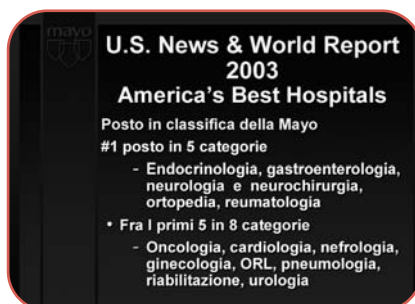 mayo
U.S. News & World Report
2003
America's Best Hospitals
Posto in classifica della Mayo
#1 posto in 5 categorie
- Endocrinologia, gastroenterologia,
neurologia e neurochirurgia,
ortopedia, reumatologia
• Fra I primi 5 in 8 categorie
- Oncologia, cardiologia, nefrologia,
ginecologia, ORL, pneumologia,
riabilitazione, urologia